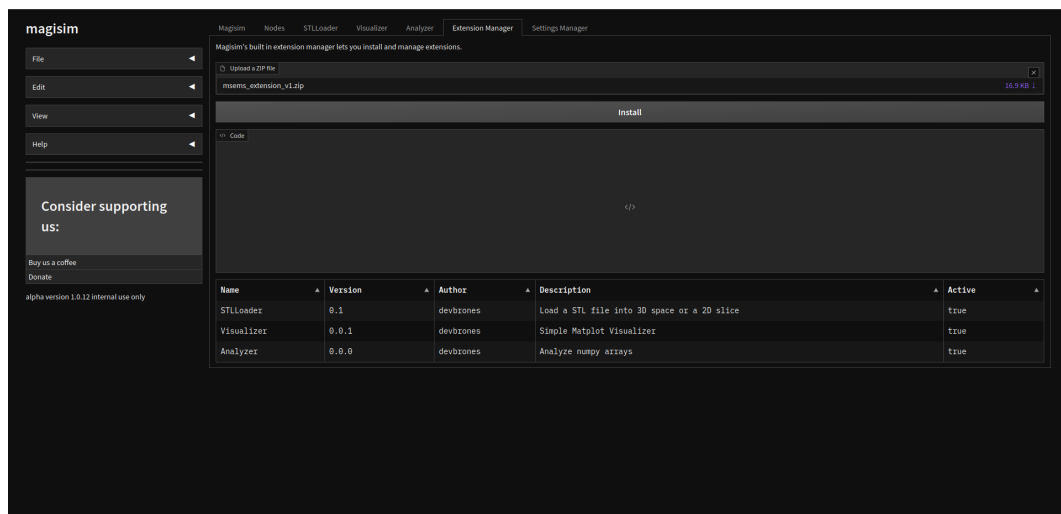 magisim
File
Edit
View
Help
Consider supporting
us:
Buy us a coffee
Donate
alpha version 1.0.12 internal use only
Magisim Nodes STLLoader Visualizer Analyzer Extension Manager Settings Manager
Magisim's built in extension manager lets you install and manage extensions.
Upload a ZIP file
msems_extension_v1.zip 16.9 KB ↓
Install
Code
Name Version Author Description Active
STLLoader 0.1 devbrones Load a STL file into 3D space or a 2D slice true
Visualizer 0.0.1 devbrones Simple Matplot Visualizer true
Analyzer 0.0.0 devbrones Analyze numpy arrays true